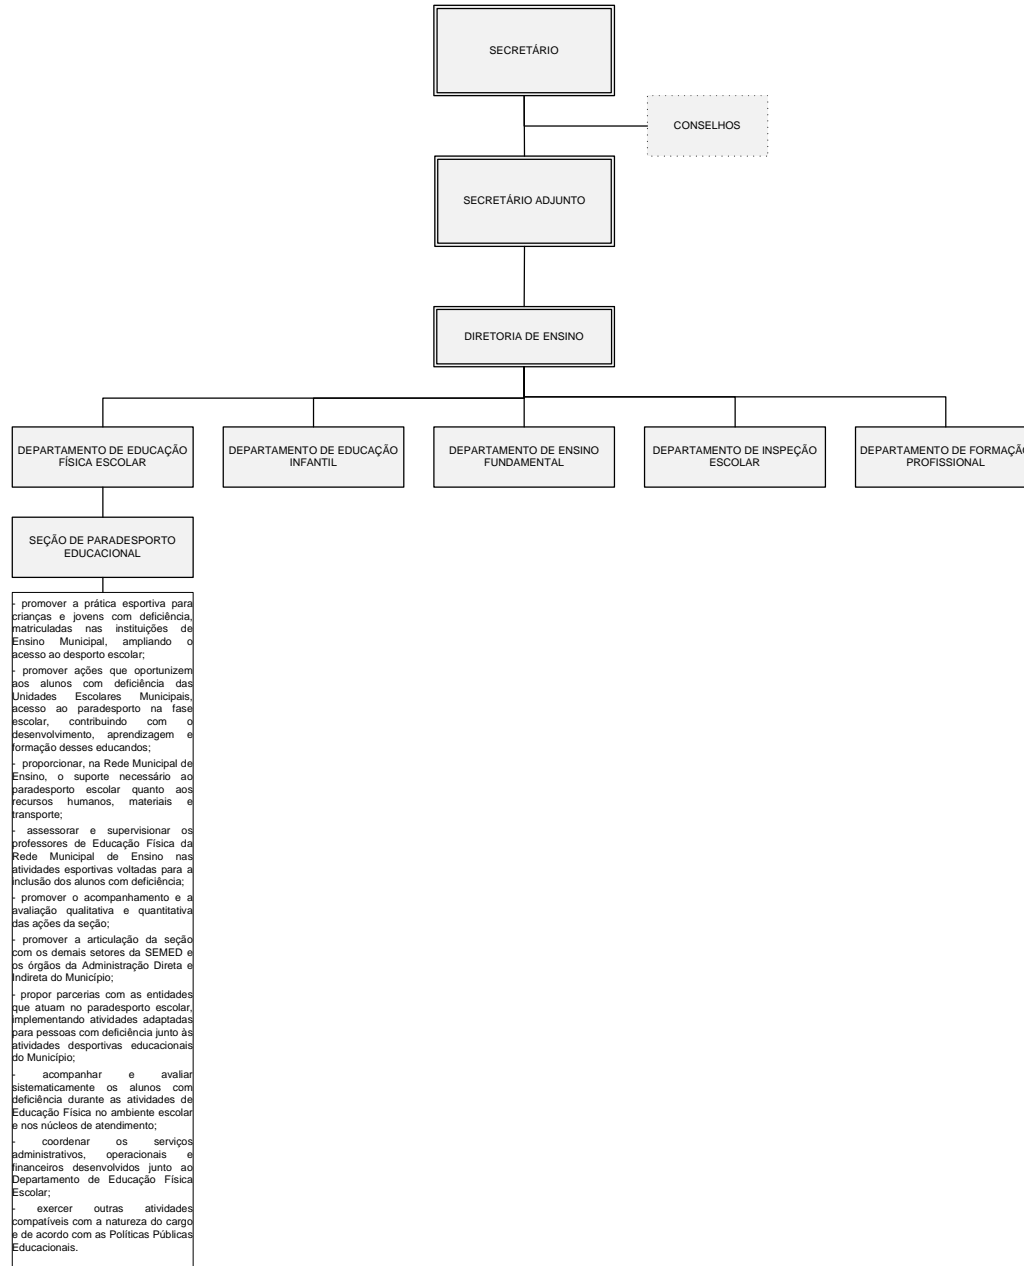 SECRETÁRIO
CONSELHOS
SECRETÁRIO ADJUNTO
DIRETORIA DE ENSINO
DEPARTAMENTO DE EDUCAÇÃO
FÍSICA ESCOLAR
DEPARTAMENTO DE EDUCAÇÃO
INFANTIL
DEPARTAMENTO DE ENSINO
FUNDAMENTAL
DEPARTAMENTO DE INSPEÇÃO
ESCOLAR
DEPARTAMENTO DE FORMAÇÃO
PROFISSIONAL
SEÇÃO DE PARADESPORTO
EDUCACIONAL
- promover a prática esportiva para
crianças e jovens com deficiência,
matriculadas nas instituições de
Ensino Municipal, ampliando o
acesso ao desporto escolar;
- promover ações que oportunizem
aos alunos com deficiência das
Unidades Escolares Municipais,
acesso ao paradesporto na fase
escolar, contribuindo com o
desenvolvimento, aprendizagem e
formação desses educandos;
- proporcionar, na Rede Municipal de
Ensino, o suporte necessário ao
paradesporto escolar quanto aos
recursos humanos, materiais e
transporte;
- assessorar e supervisionar os
professores de Educação Física da
Rede Municipal de Ensino nas
atividades esportivas voltadas para a
inclusão dos alunos com deficiência;
- promover o acompanhamento e a
avaliação qualitativa e quantitativa
das ações da seção;
- promover a articulação da seção
com os demais setores da SEMED e
os órgãos da Administração Direta e
Indireta do Município;
- propor parcerias com as entidades
que atuam no paradesporto escolar,
implementando atividades adaptadas
para pessoas com deficiência junto às
atividades desportivas educacionais
do Município;
- acompanhar e avaliar
sistematicamente os alunos com
deficiência durante as atividades de
Educação Física no ambiente escolar
e nos núcleos de atendimento;
- coordenar os serviços
administrativos, operacionais e
financeiros desenvolvidos junto ao
Departamento de Educação Física
Escolar;
- exercer outras atividades
compatíveis com a natureza do cargo
e de acordo com as Políticas Públicas
Educacionais.